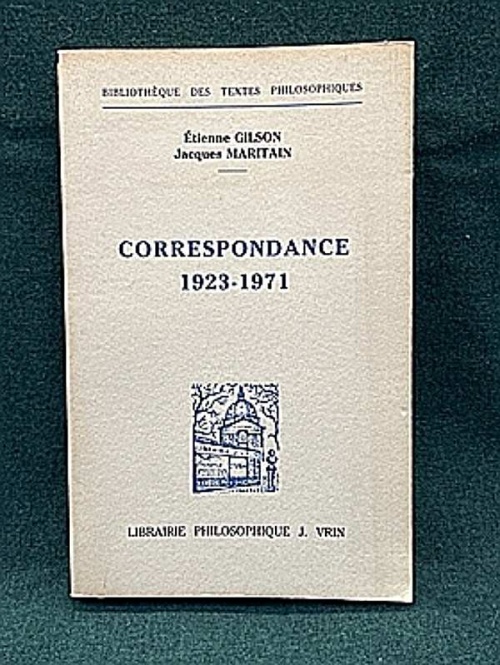 BIBLIOTHÈQUE DES TEXTES PHILOSOPHIQUES
Étienne GILSON
Jacques MARITAIN
CORRESPONDANCE
1923-1971
LIBRAIRIE PHILOSOPHIQUE J. VRIN